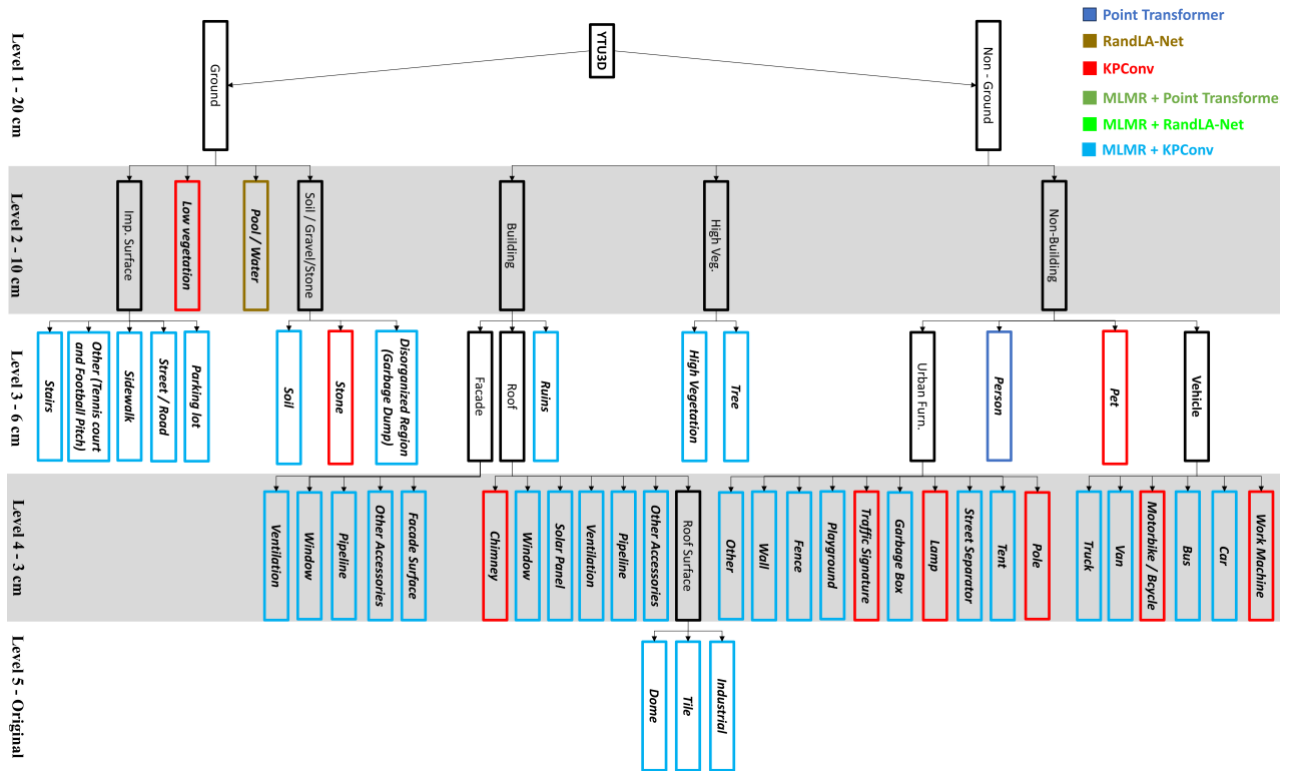 Point Transformer
RandLA-Net
KPConv
MLMR + Point Transforme
MLMR + RandLA-Net
MLMR + KPConv
Level 1 - 20 cm
YTU3D
Ground
Non - Ground
Level 2 - 10 cm
Imp. Surface
Low vegetation
Pool / Water
Soil / Gravel/Stone
Building
High Veg.
Non-Building
Level 3 - 6 cm
Stairs
Other (Tennis court
and Football Pitch)
Sidewalk
Street / Road
Parking lot
Soil
Stone
Disorganized Region
(Garbage Dump)
Facade
Roof
Ruins
High Vegetation
Tree
Urban Furn.
Person
Pet
Vehicle
Level 4 - 3 cm
Ventilation
Window
Pipeline
Other Accessories
Facade Surface
Chimney
Window
Solar Panel
Ventilation
Pipeline
Other Accessories
Roof Surface
Other
Wall
Fence
Playground
Traffic Signature
Garbage Box
Lamp
Street Separator
Tent
Pole
Truck
Van
Motorbike / Bcycle
Bus
Car
Work Machine
Level 5 - Original
Dome
Tile
Industrial